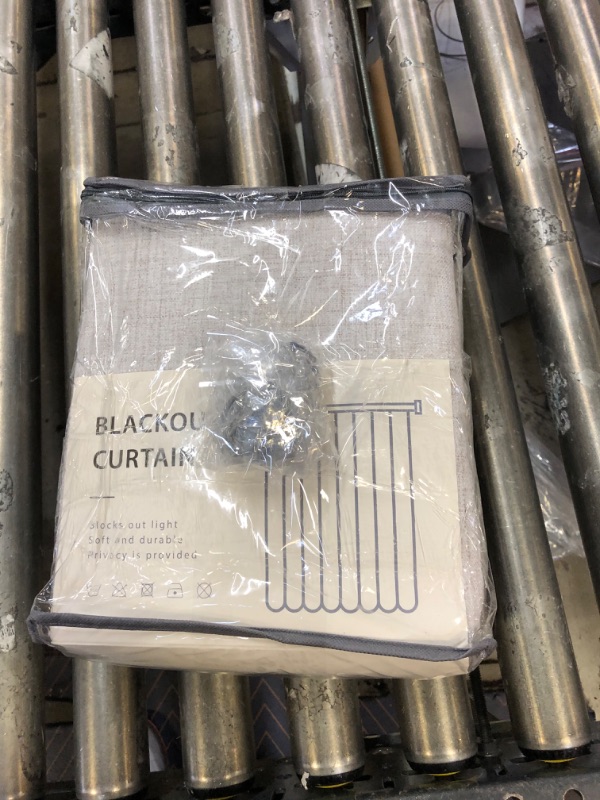 BLACKOU
CURTAIN
Blocks out light
Soft and durable
Privacy is provided